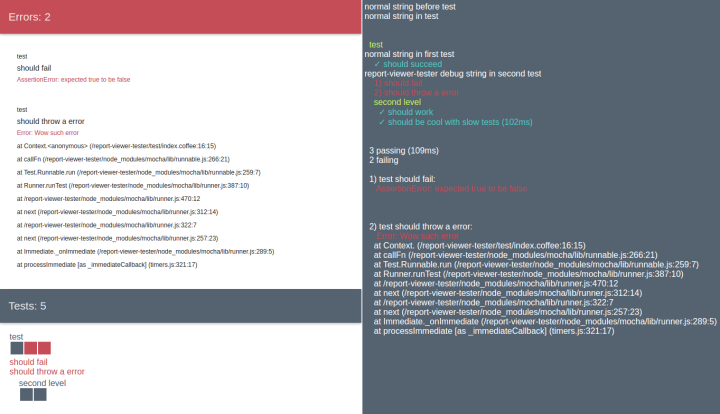 Errors: 2
test
should fail
AssertionError: expected true to be false
test
should throw a error
Error: Wow such error
at Context.<anonymous> (/report-viewer-tester/test/index.coffee:16:15)
at callFn (/report-viewer-tester/node_modules/mocha/lib/runnable.js:266:21)
at Test.Runnable.run (/report-viewer-tester/node_modules/mocha/lib/runnable.js:259:7)
at Runner.runTest (/report-viewer-tester/node_modules/mocha/lib/runner.js:387:10)
at /report-viewer-tester/node_modules/mocha/lib/runner.js:470:12
at next (/report-viewer-tester/node_modules/mocha/lib/runner.js:312:14)
at /report-viewer-tester/node_modules/mocha/lib/runner.js:322:7
at next (/report-viewer-tester/node_modules/mocha/lib/runner.js:257:23)
at Immediate._onImmediate (/report-viewer-tester/node_modules/mocha/lib/runner.js:289:5)
at processImmediate [as _immediateCallback] (timers.js:321:17)
Tests: 5
test
should fail
should throw a error
second level
normal string before test
normal string in test
test
normal string in first test
✓ should succeed
report-viewer-tester debug string in second test
1) should fail
2) should throw a error
second level
✓ should work
✓ should be cool with slow tests (102ms)
3 passing (109ms)
2 failing
1) test should fail:
AssertionError: expected true to be false
2) test should throw a error:
Error: Wow such error
at Context. (/report-viewer-tester/test/index.coffee:16:15)
at callFn (/report-viewer-tester/node_modules/mocha/lib/runnable.js:266:21)
at Test.Runnable.run (/report-viewer-tester/node_modules/mocha/lib/runnable.js:259:7)
at Runner.runTest (/report-viewer-tester/node_modules/mocha/lib/runner.js:387:10)
at /report-viewer-tester/node_modules/mocha/lib/runner.js:470:12
at next (/report-viewer-tester/node_modules/mocha/lib/runner.js:312:14)
at /report-viewer-tester/node_modules/mocha/lib/runner.js:322:7
at next (/report-viewer-tester/node_modules/mocha/lib/runner.js:257:23)
at Immediate._onImmediate (/report-viewer-tester/node_modules/mocha/lib/runner.js:289:5)
at processImmediate [as _immediateCallback] (timers.js:321:17)